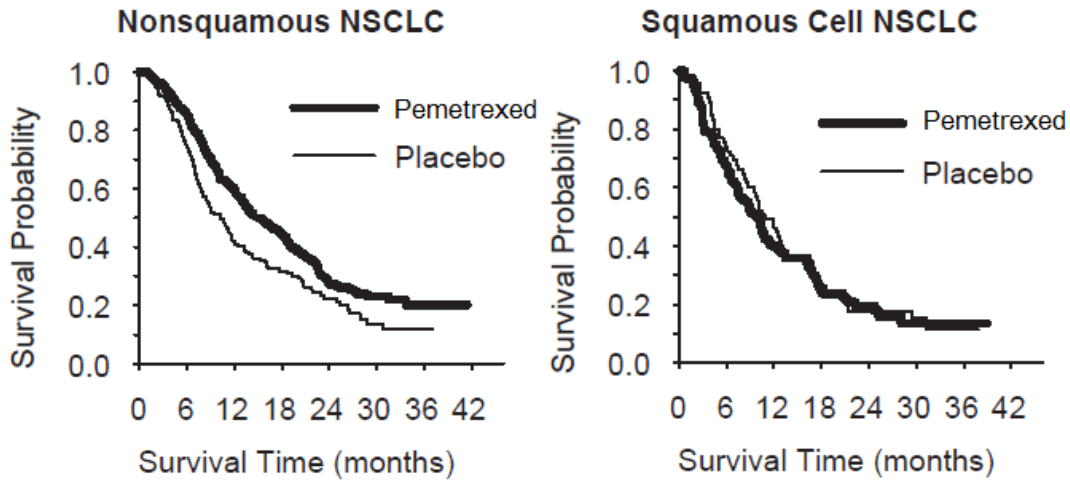 Nonsquamous NSCLC
Survival Probability
1.0
0.8
0.6
0.4
0.2
0.0
Pemetrexed
Placebo
0 6 12 18 24 30 36 42
Survival Time (months)
Squamous Cell NSCLC
Survival Probability
1.0
0.8
0.6
0.4
0.2
0.0
Pemetrexed
Placebo
0 6 12 18 24 30 36 42
Survival Time (months)